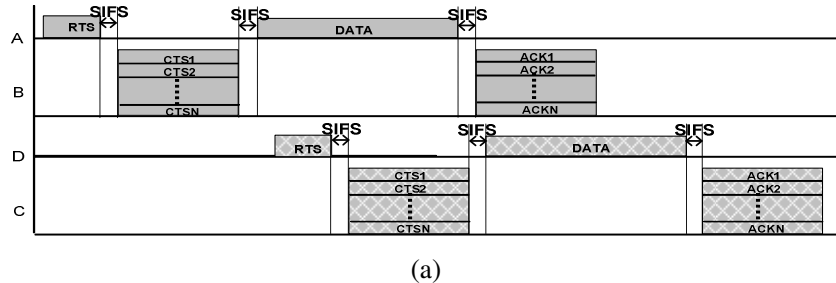 SIFS SIFS SIFS
A RTS DATA
CTS1 ACK1
CTS2 ACK2
B
CTSN ACKN
SIFS SIFS SIFS
D RTS DATA
CTS1 ACK1
CTS2 ACK2
C
CTSN ACKN
(a)